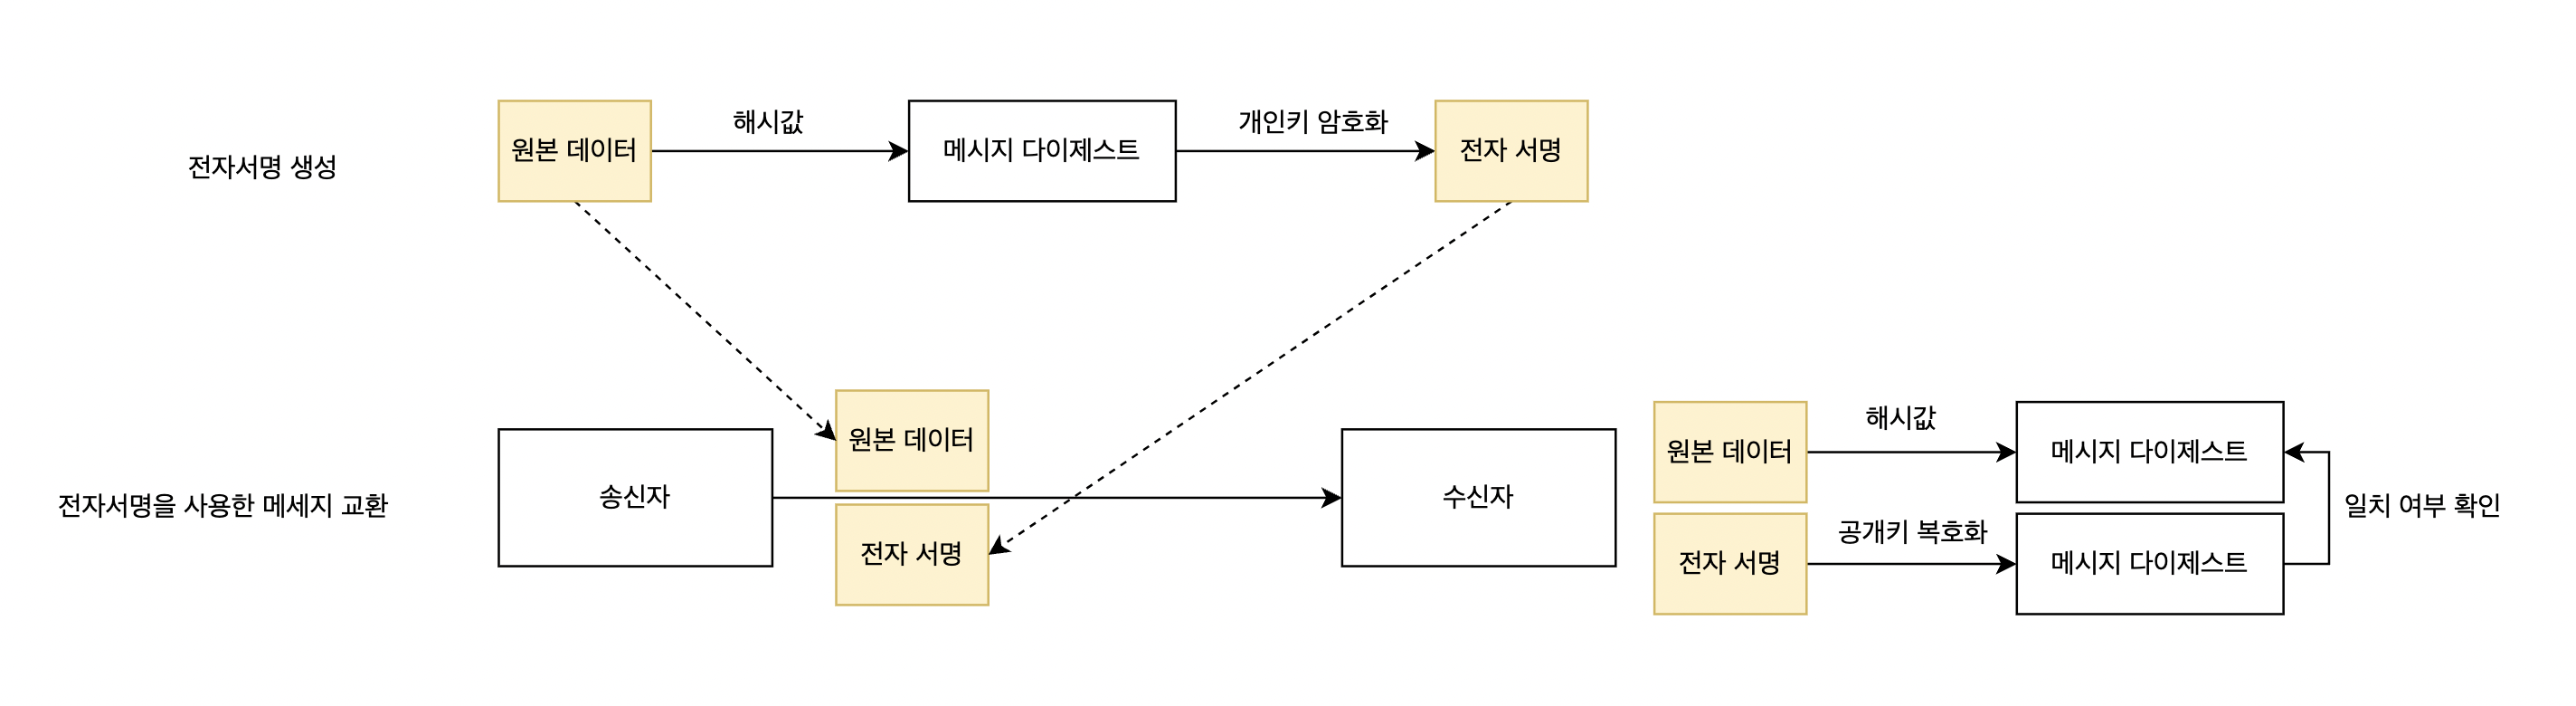 전자서명 생성
원본 데이터
해시값
메시지 다이제스트
개인키 암호화
전자 서명
전자서명을 사용한 메세지 교환
송신자
원본 데이터
전자 서명
수신자
원본 데이터
해시값
메시지 다이제스트
전자 서명
공개키 복호화
메시지 다이제스트
일치 여부 확인